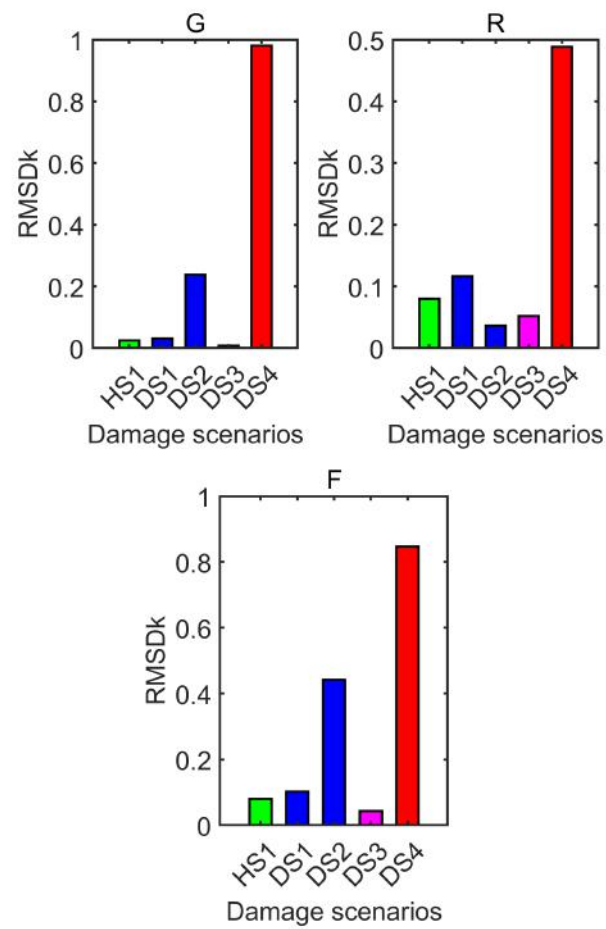 G
1
0.8
0.6
0.4
0.2
0
RMSDk
HS1
DS1
DS2
DS3
DS4
Damage scenarios
R
0.5
0.4
0.3
0.2
0.1
0
RMSDk
HS1
DS1
DS2
DS3
DS4
Damage scenarios
F
1
0.8
0.6
0.4
0.2
0
RMSDk
HS1
DS1
DS2
DS3
DS4
Damage scenarios